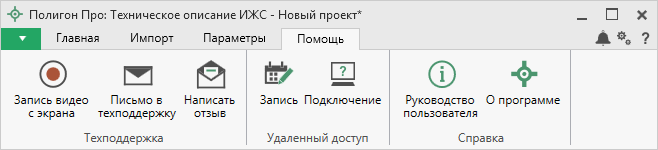 Полигон Про: Техническое описание ИЖС - Новый проект*
Главная Импорт Параметры Помощь
?
?
Запись видео
с экрана
Письмо в
техподдержку
Написать
отзыв
Запись
Подключение
Руководство
пользователя
О программе
Техподдержка
Удаленный доступ
Справка